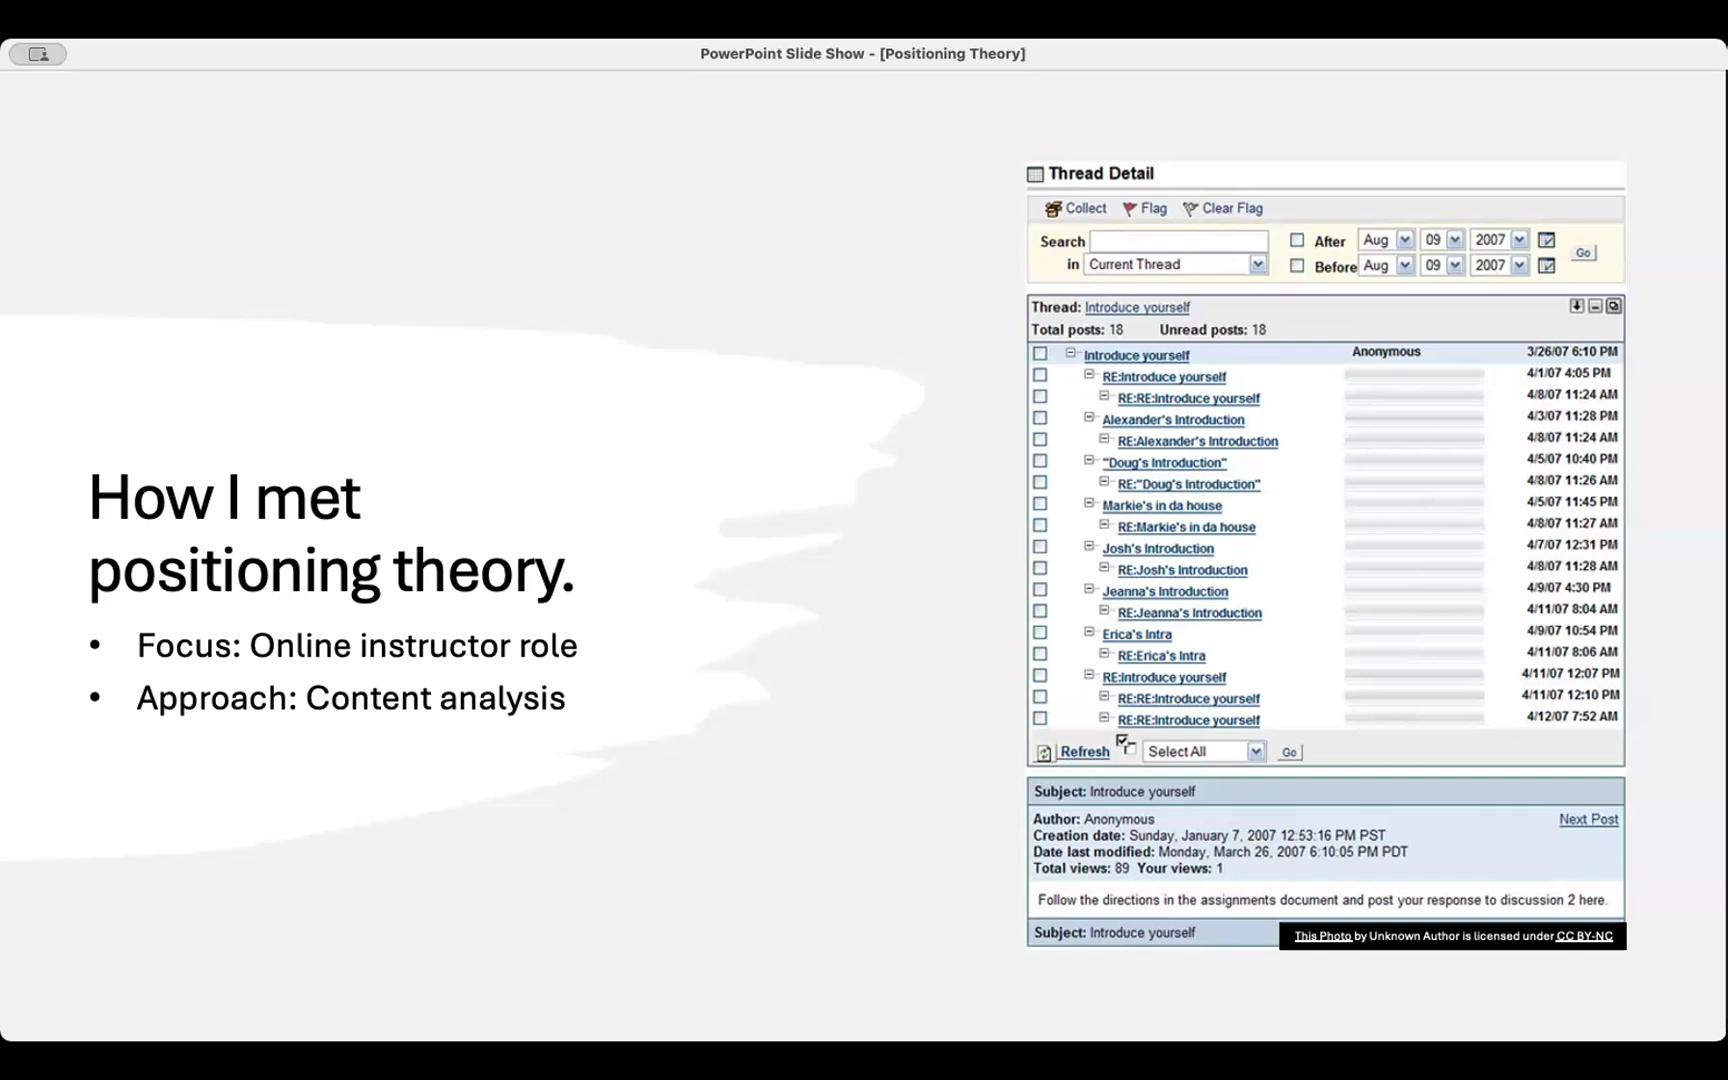 PowerPoint Slide Show - [Positioning Theory]
How I met
positioning theory.
• Focus: Online instructor role
• Approach: Content analysis
Thread Detail
Collect Flag Clear Flag
Search After Aug 09 2007
Go
in Current Thread Before Aug 09 2007
Thread: Introduce yourself
Total posts: 18 Unread posts: 18
Introduce yourself Anonymous 3/26/07 6:10 PM
RE:Introduce yourself 4/1/07 4:05 PM
RE:RE:Introduce yourself 4/8/07 11:24 AM
Alexander's Introduction 4/3/07 11:28 PM
RE:Alexander's Introduction 4/8/07 11:24 AM
"Doug's Introduction" 4/5/07 10:40 PM
RE:"Doug's Introduction" 4/8/07 11:26 AM
Markie's in da house 4/5/07 11:45 PM
RE:Markie's in da house 4/8/07 11:27 AM
Josh's Introduction 4/7/07 12:31 PM
RE:Josh's Introduction 4/8/07 11:28 AM
Jeanna's Introduction 4/9/07 4:30 PM
RE:Jeanna's Introduction 4/11/07 8:04 AM
Erica's Intra 4/9/07 10:54 PM
RE:Erica's Intra 4/11/07 8:06 AM
RE:Introduce yourself 4/11/07 12:07 PM
RE:RE:Introduce yourself 4/11/07 12:10 PM
RE:RE:Introduce yourself 4/12/07 7:52 AM
Refresh Select All Go
Subject: Introduce yourself
Author: Anonymous Next Post
Creation date: Sunday, January 7, 2007 12:53:16 PM PST
Date last modified: Monday, March 26, 2007 6:10:05 PM PDT
Total views: 89 Your views: 1
Follow the directions in the assignments document and post your response to discussion 2 here.
Subject: Introduce yourself
This Photo by Unknown Author is licensed under CC BY-NC